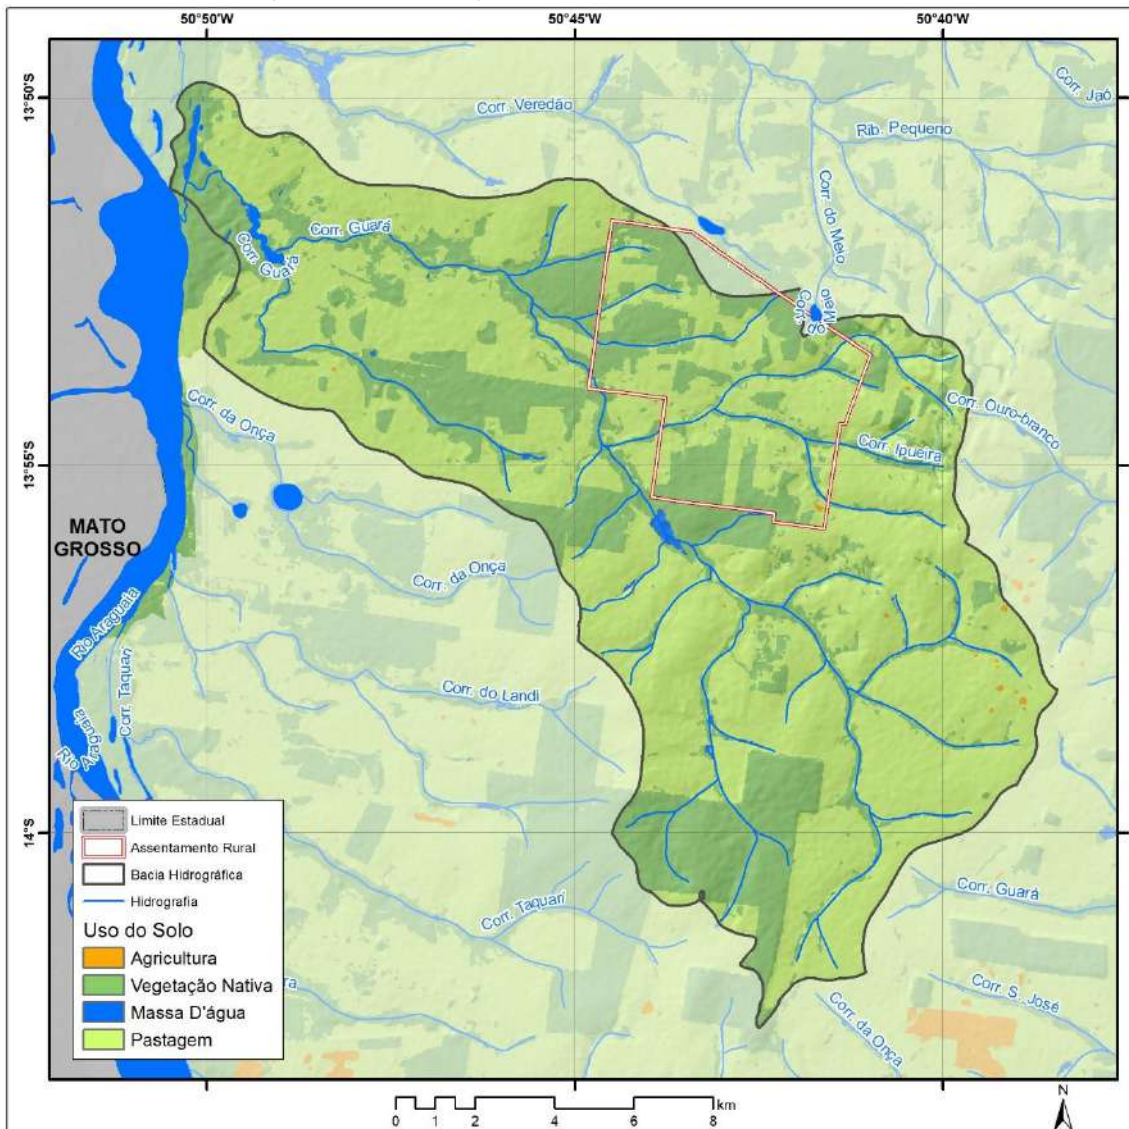 50°50'W
50°45'W
50°40'W
13°50'S
13°55'S
14°S
Corr. Veredão
Corr. Jaó
Rib. Pequeno
Corr. do Meio
Corr. Guará
Corr. Guará
Corr. do
Meio
Corr. da Onça
Corr. Ouro-branco
Corr. Ipueira
MATO
GROSSO
Corr. da Onça
Rio Araguaia
Corr. Taquari
Corr. do Landi
Rio
Araguaia
Corr. Guará
Corr. Taquarí
Corr. S. José
Corr. da Onça
Limite Estadual
Assentamento Rural
Bacia Hidrográfica
Hidrografia
Uso do Solo
Agricultura
Vegetação Nativa
Massa D'água
Pastagem
0 1 2 4 6 8 km
N